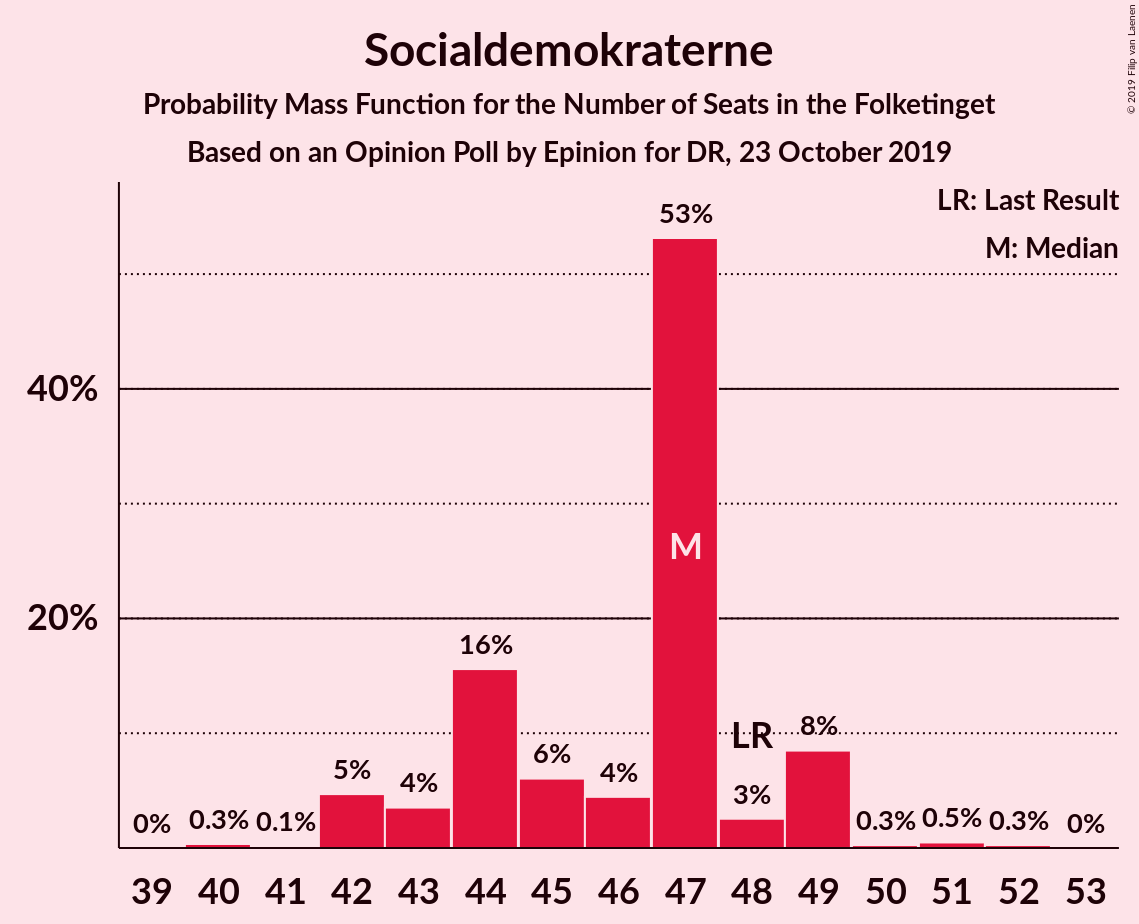 Socialdemokraterne
Probability Mass Function for the Number of Seats in the Folketinget
Based on an Opinion Poll by Epinion for DR, 23 October 2019
© 2019 Filip van Laenen
LR: Last Result
M: Median
40%
20%
0%
0.3%
0.1%
5%
4%
16%
6%
4%
53%
M
LR
3%
8%
0.3%
0.5%
0.3%
0%
39 40 41 42 43 44 45 46 47 48 49 50 51 52 53